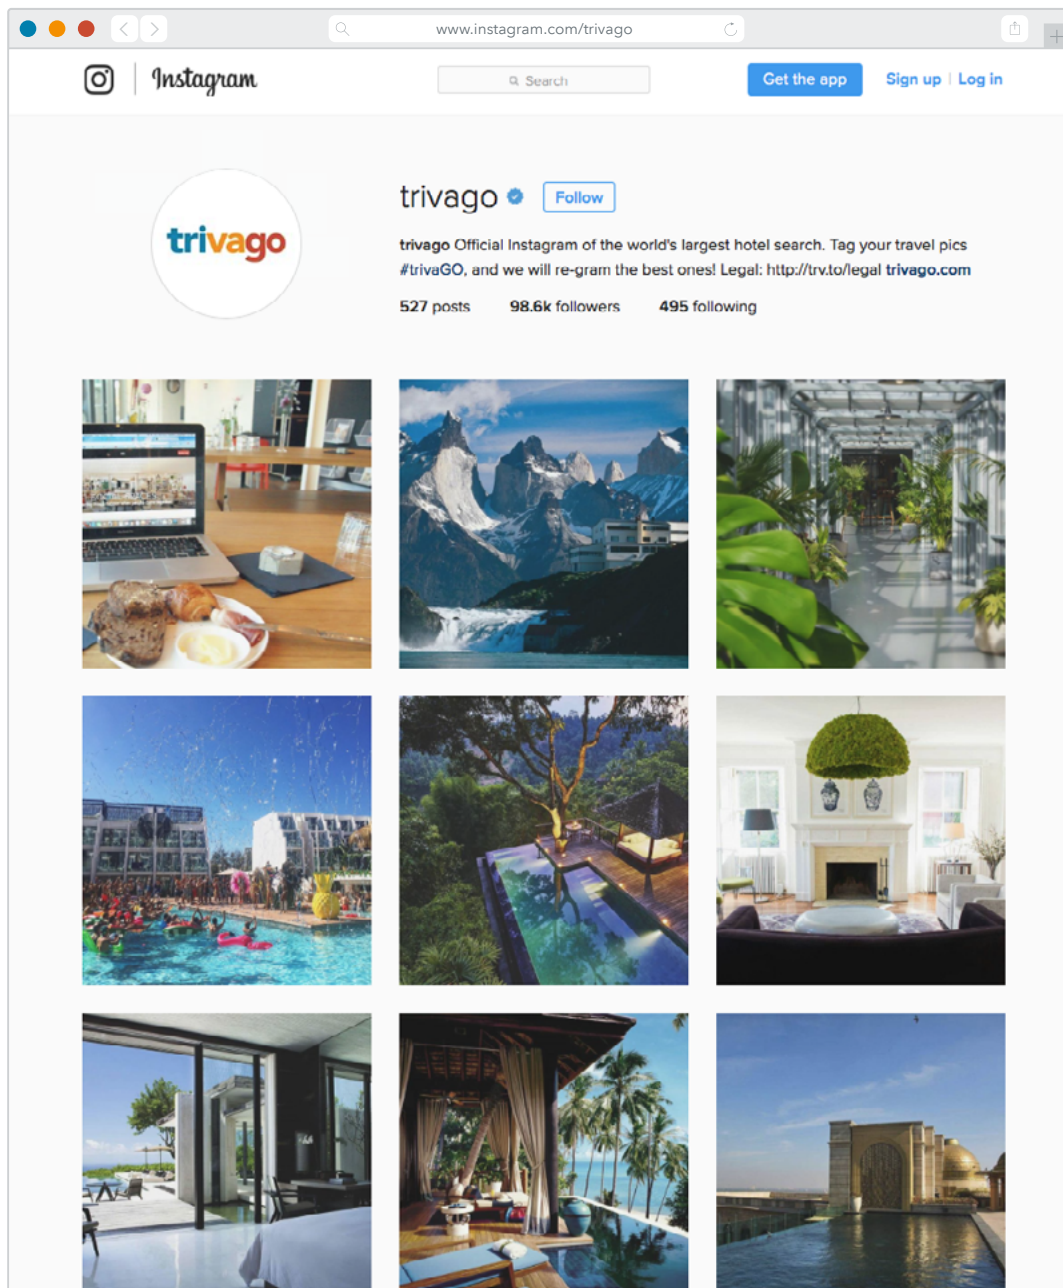 www.instagram.com/trivago
Instagram
Search
Get the app
Sign up | Log in
trivago
trivago Follow
trivago Official Instagram of the world's largest hotel search. Tag your travel pics
#trivaGO, and we will re-gram the best ones! Legal: http://trv.to/legal trivago.com
527 posts 98.6k followers 495 following